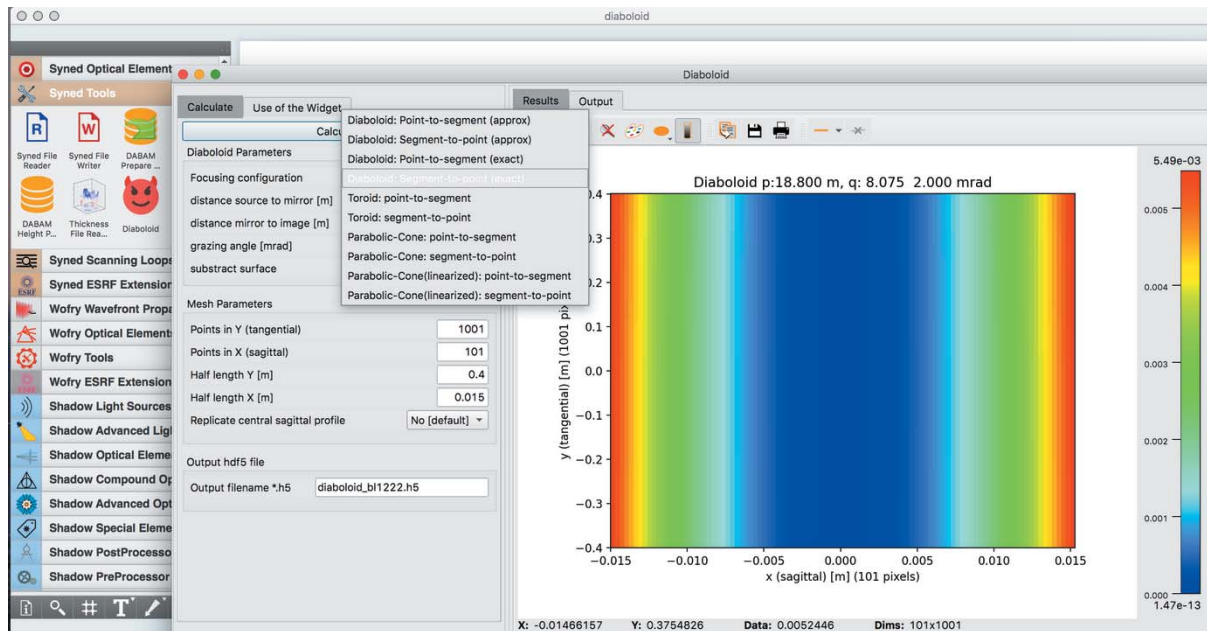 diaboloid
Syned Optical Element
Syned Tools
Syned File Reader
Syned File Writer
DABAM Prepare ...
DABAM Height P...
Thickness File Rea...
Diaboloid
Syned Scanning Loops
Syned ESRF Extension
Wofry Wavefront Propa
Wofry Optical Element
Wofry Tools
Wofry ESRF Extension
Shadow Light Sources
Shadow Advanced Lig
Shadow Optical Eleme
Shadow Compound Op
Shadow Advanced Opt
Shadow Special Eleme
Shadow PostProcesso
Shadow PreProcessor
Diaboloid
Calculate
Use of the Widget
Calcu
Diaboloid Parameters
Focusing configuration
distance source to mirror [m]
distance mirror to image [m]
grazing angle [mrad]
substract surface
Diaboloid: Point-to-segment (approx)
Diaboloid: Segment-to-point (approx)
Diaboloid: Point-to-segment (exact)
Diaboloid: Segment-to-point (exact)
Toroid: point-to-segment
Toroid: segment-to-point
Parabolic-Cone: point-to-segment
Parabolic-Cone: segment-to-point
Parabolic-Cone(linearized): point-to-segment
Parabolic-Cone(linearized): segment-to-point
Mesh Parameters
Points in Y (tangential) 1001
Points in X (sagittal) 101
Half length Y [m] 0.4
Half length X [m] 0.015
Replicate central sagittal profile No [default]
Output hdf5 file
Output filename *.h5 diaboloid_bl1222.h5
Results
Output
Diaboloid p:18.800 m, q: 8.075 2.000 mrad
0.4
0.3
0.2
0.1
0.0
−0.1
−0.2
−0.3
−0.4
y (tangential) [m] (1001 pix
−0.015 −0.010 −0.005 0.000 0.005 0.010 0.015
x (sagittal) [m] (101 pixels)
5.49e-03
0.005
0.004
0.003
0.002
0.001
0.000
1.47e-13
X: -0.01466157 Y: 0.3754826 Data: 0.0052446 Dims: 101x1001